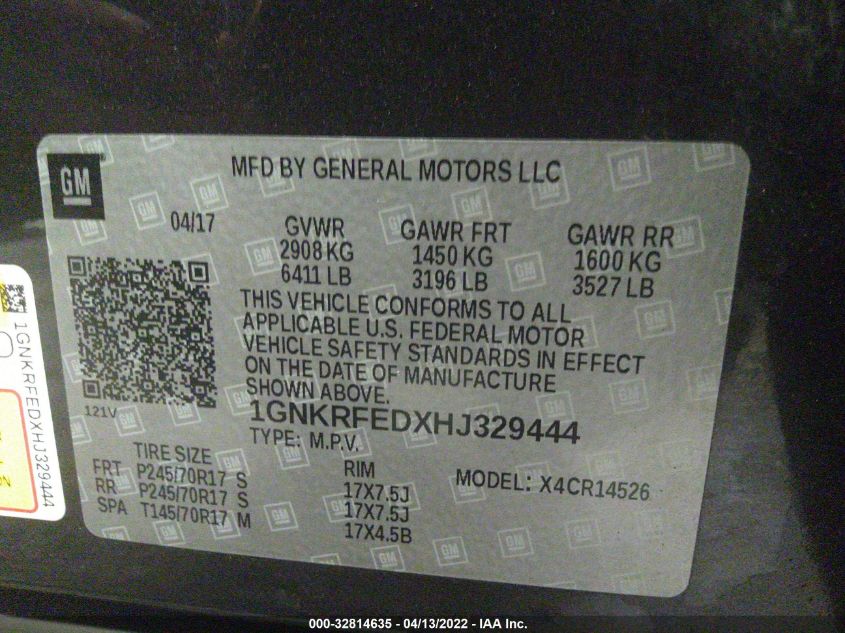 GM
MFD BY GENERAL MOTORS LLC
04/17
GVWR
2908 KG
6411 LB
GAWR FRT
1450 KG
3196 LB
GAWR RR
1600 KG
3527 LB
THIS VEHICLE CONFORMS TO ALL
APPLICABLE U.S. FEDERAL MOTOR
VEHICLE SAFETY STANDARDS IN EFFECT
ON THE DATE OF MANUFACTURE
SHOWN ABOVE.
121V
1GNKRFEDXHJ329444
TYPE: M.P.V.
TIRE SIZE
FRT P245/70R17 S
RR P245/70R17 S
SPA T145/70R17 M
RIM
17X7.5J
17X7.5J
17X4.5B
MODEL: X4CR14526
1GNKRFEDXHJ329444
000-32814635 - 04/13/2022 - IAA Inc.